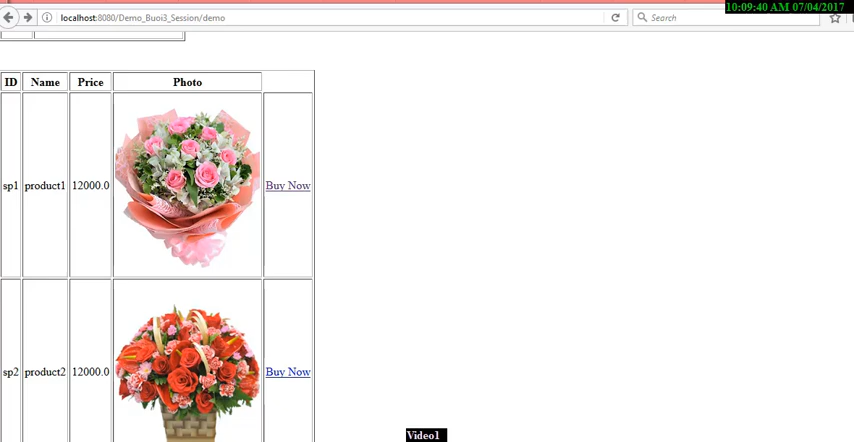 10:09:40 AM 07/04/2017
localhost:8080/Demo_Buoi3_Session/demo
Search
ID Name Price Photo
sp1 product1 12000.0 Buy Now
sp2 product2 12000.0 Buy Now
Video1